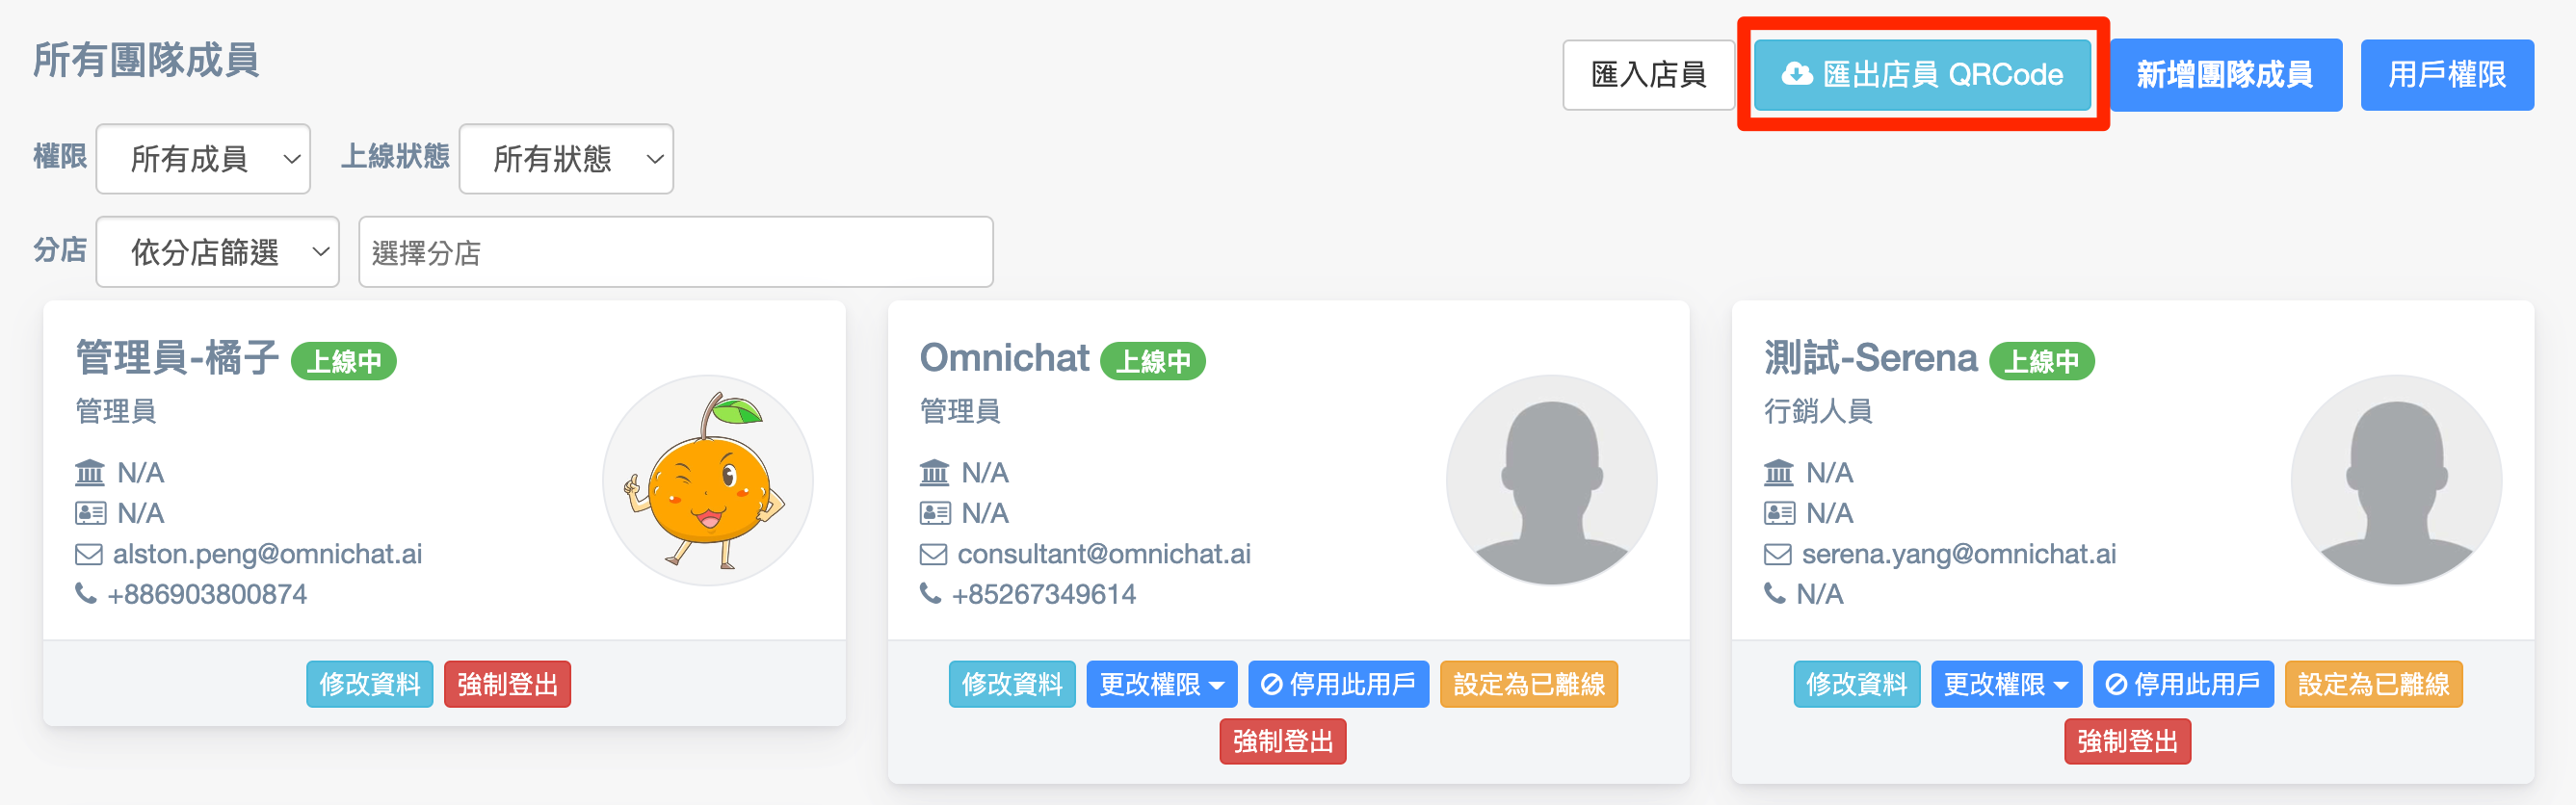 所有團隊成員
匯入店員 匯出店員 QRCode 新增團隊成員 用戶權限
權限 所有成員 上線狀態 所有狀態
分店 依分店篩選 選擇分店
管理員-橘子 上線中
管理員
N/A
N/A
alston.peng@omnichat.ai
+886903800874
修改資料 強制登出
Omnichat 上線中
管理員
N/A
N/A
consultant@omnichat.ai
+85267349614
修改資料 更改權限 停用此用戶 設定為已離線
強制登出
測試-Serena 上線中
行銷人員
N/A
N/A
serena.yang@omnichat.ai
N/A
修改資料 更改權限 停用此用戶 設定為已離線
強制登出